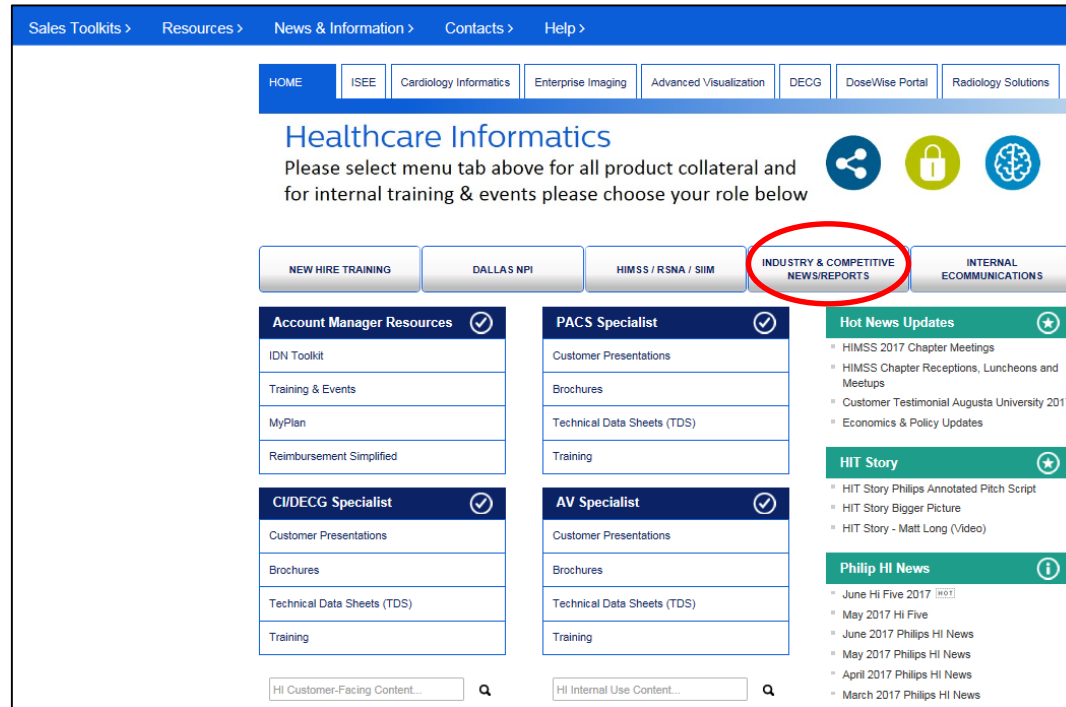 Sales Toolkits > Resources > News & Information > Contacts > Help >
HOME ISEE Cardiology Informatics Enterprise Imaging Advanced Visualization DECG DoseWise Portal Radiology Solutions
Healthcare Informatics
Please select menu tab above for all product collateral and
for internal training & events please choose your role below
NEW HIRE TRAINING
DALLAS NPI
HIMSS / RSNA / SIIM
INDUSTRY & COMPETITIVE
NEWS/REPORTS
INTERNAL
ECOMMUNICATIONS
Account Manager Resources
IDN Toolkit
Training & Events
MyPlan
Reimbursement Simplified
PACS Specialist
Customer Presentations
Brochures
Technical Data Sheets (TDS)
Training
Hot News Updates
HIMSS 2017 Chapter Meetings
HIMSS Chapter Receptions, Luncheons and
Meetups
Customer Testimonial Augusta University 201
Economics & Policy Updates
HIT Story
HIT Story Philips Annotated Pitch Script
HIT Story Bigger Picture
HIT Story - Matt Long (Video)
CI/DECG Specialist
Customer Presentations
Brochures
Technical Data Sheets (TDS)
Training
AV Specialist
Customer Presentations
Brochures
Technical Data Sheets (TDS)
Training
Philip HI News
June Hi Five 2017 HOT
May 2017 Hi Five
June 2017 Philips HI News
May 2017 Philips HI News
April 2017 Philips HI News
March 2017 Philips HI News
HI Customer-Facing Content...
HI Internal Use Content...